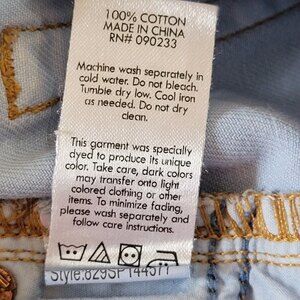 100% COTTON
MADE IN CHINA
RN# 090233
Machine wash separately in
cold water. Do not bleach.
Tumble dry low. Cool iron
as needed. Do not dry
clean.
This garment was specially
dyed to produce its unique
color. Take care, dark colors
may transfer onto light
colored clothing or other
items. To minimize fading,
please wash separately and
follow care instructions.
Style:829SP144571